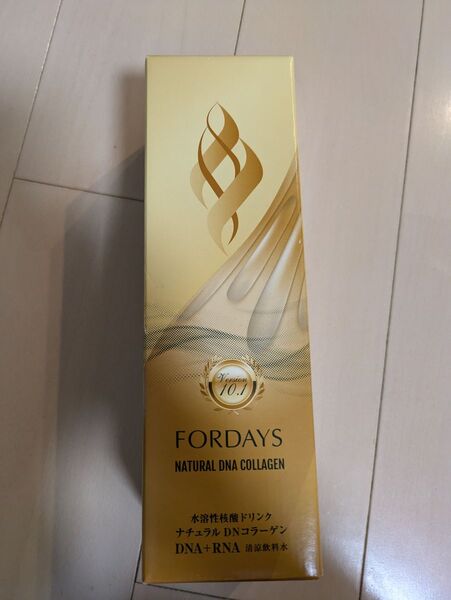 Version
10.1
FORDAYS
NATURAL DNA COLLAGEN
水溶性核酸ドリンク
ナチュラル DNコラーゲン
DNA+RNA 清涼飲料水